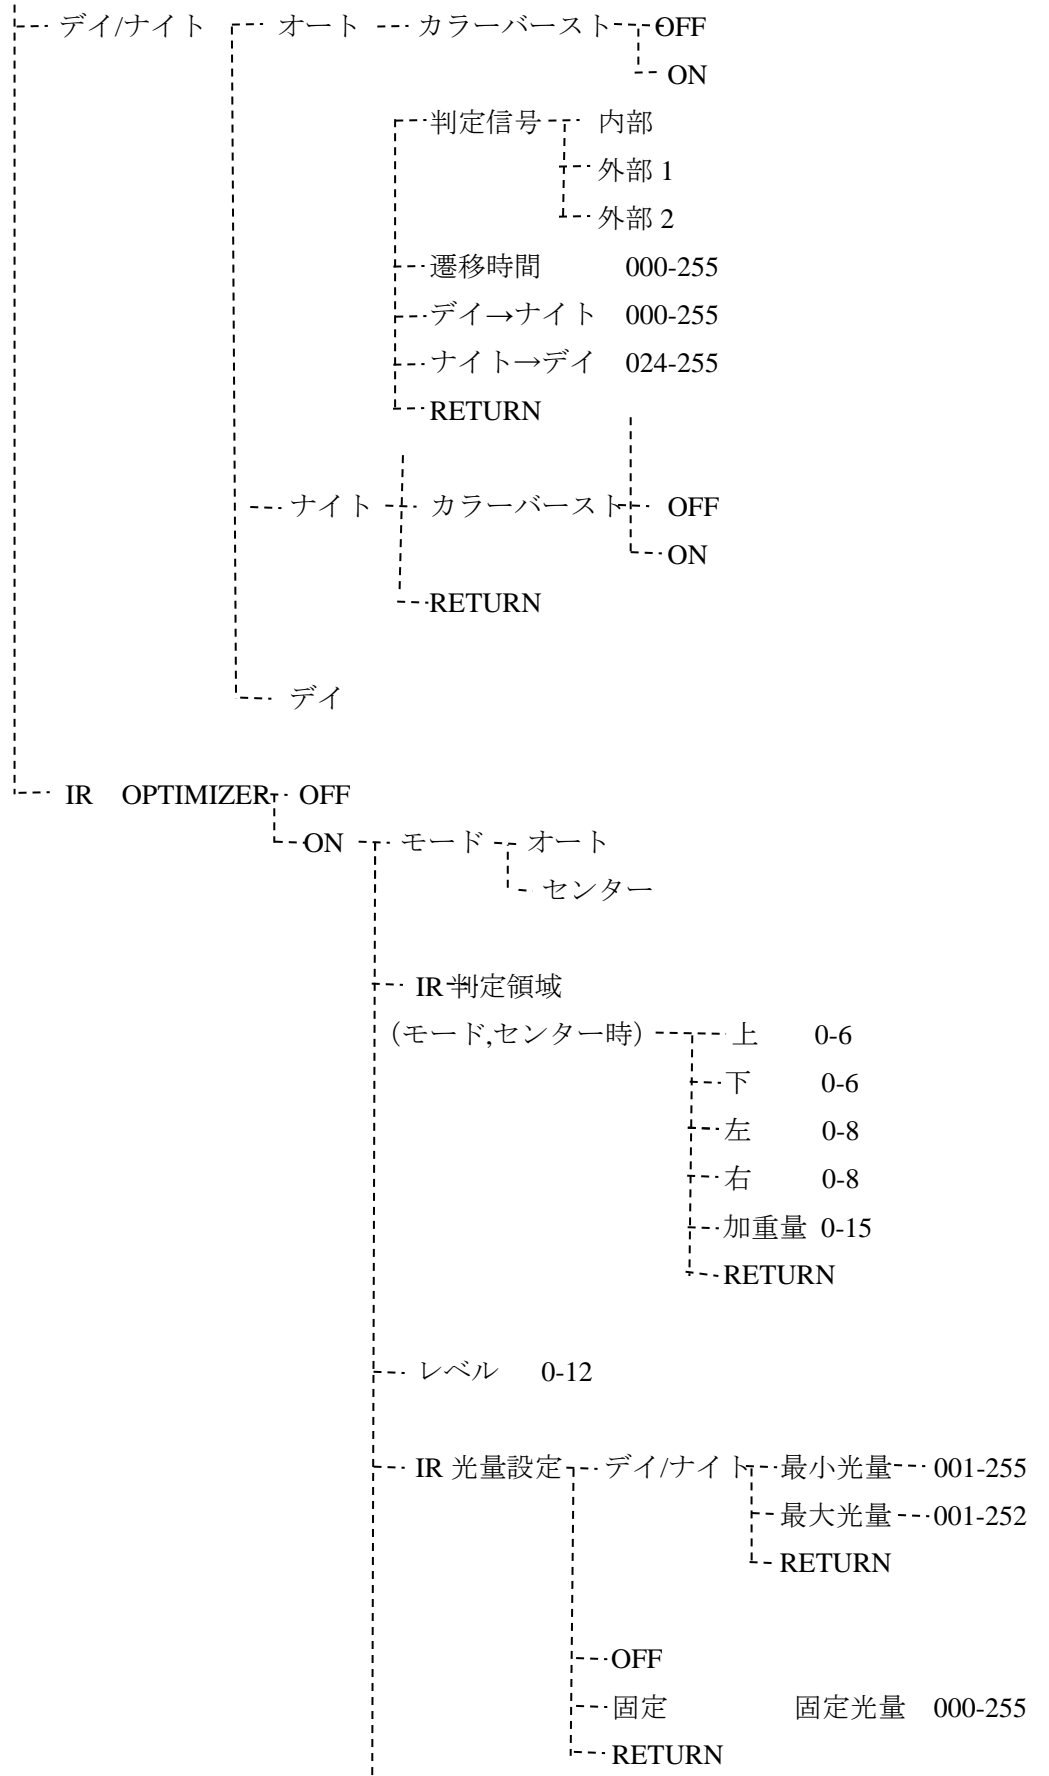 デイ/ナイト オート カラーバースト OFF
ON
判定信号 内部
外部 1
外部 2
遷移時間 000-255
デイ→ナイト 000-255
ナイト→デイ 024-255
RETURN
ナイト カラーバースト OFF
ON
RETURN
デイ
IR OPTIMIZER OFF
ON モード オート
センター
IR 判定領域
(モード,センター時) 上 0-6
下 0-6
左 0-8
右 0-8
加重量 0-15
RETURN
レベル 0-12
IR 光量設定 デイ/ナイト 最小光量 001-255
最大光量 001-252
RETURN
OFF
固定 固定光量 000-255
RETURN